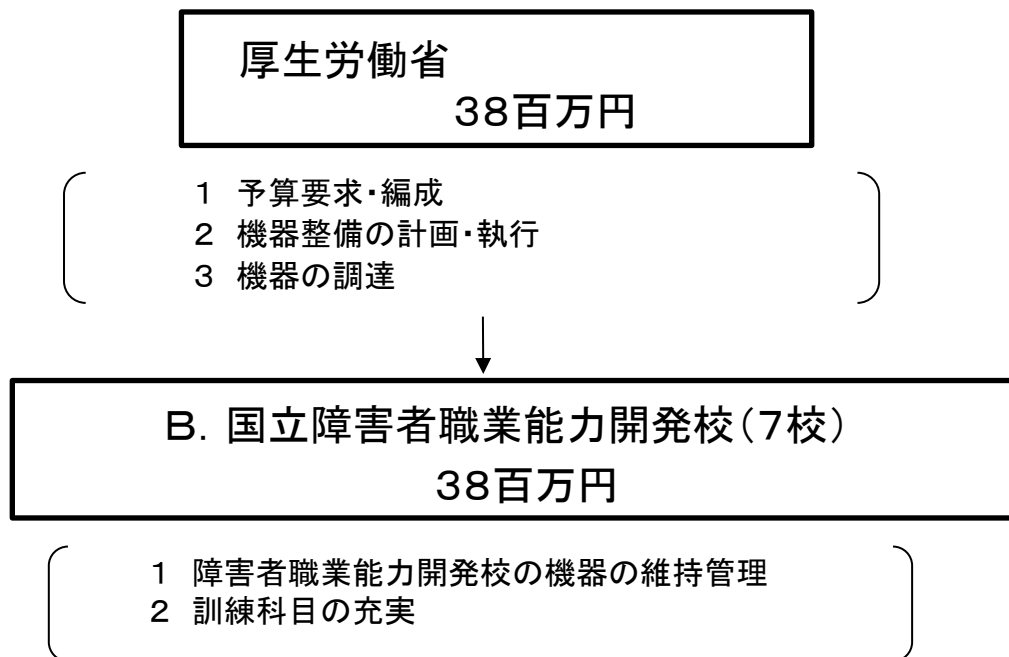 厚生労働省
３８百万円
１　予算要求・編成
２　機器整備の計画・執行
３　機器の調達
Ｂ．国立障害者職業能力開発校（７校）
３８百万円
１　障害者職業能力開発校の機器の維持管理
２　訓練科目の充実